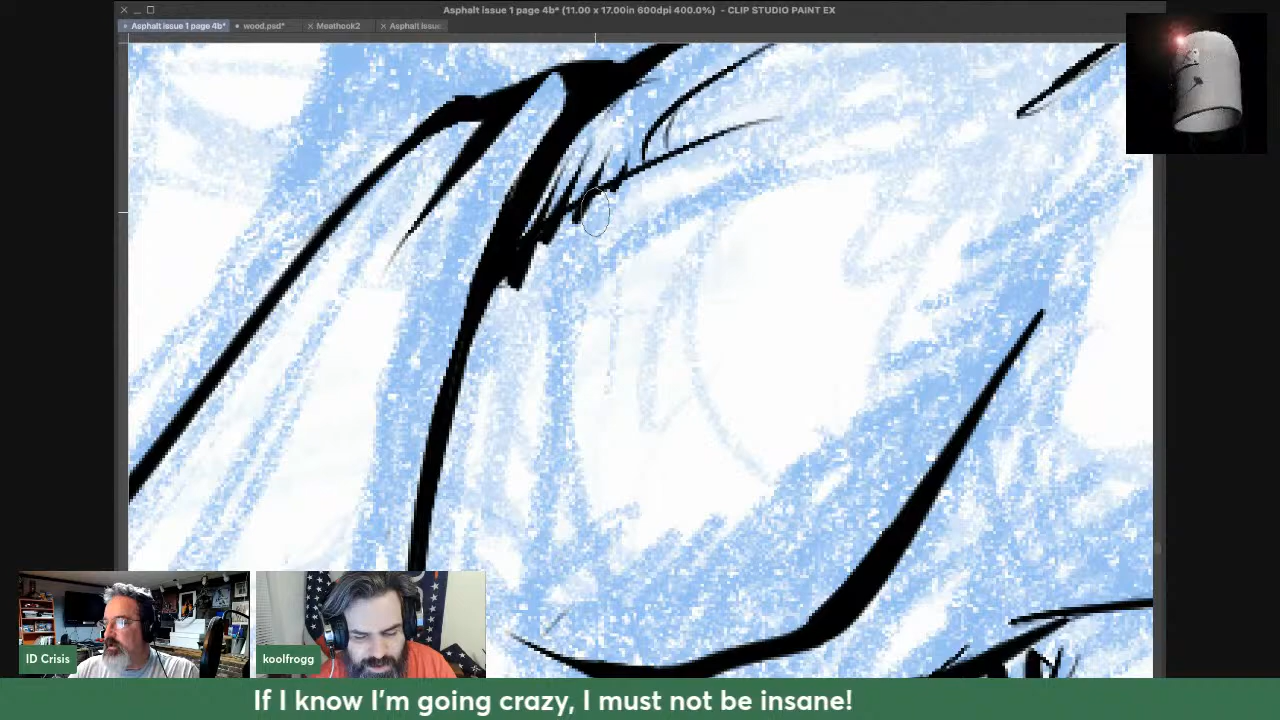 Asphalt issue 1 page 4b* (11.00 x 17.00in 600dpi 400.0%) - CLIP STUDIO PAINT EX
Asphalt issue 1 page 4b* wood.psd* Meathook2 Asphalt issue
ID Crisis koolfrogg
If I know I'm going crazy, I must not be insane!